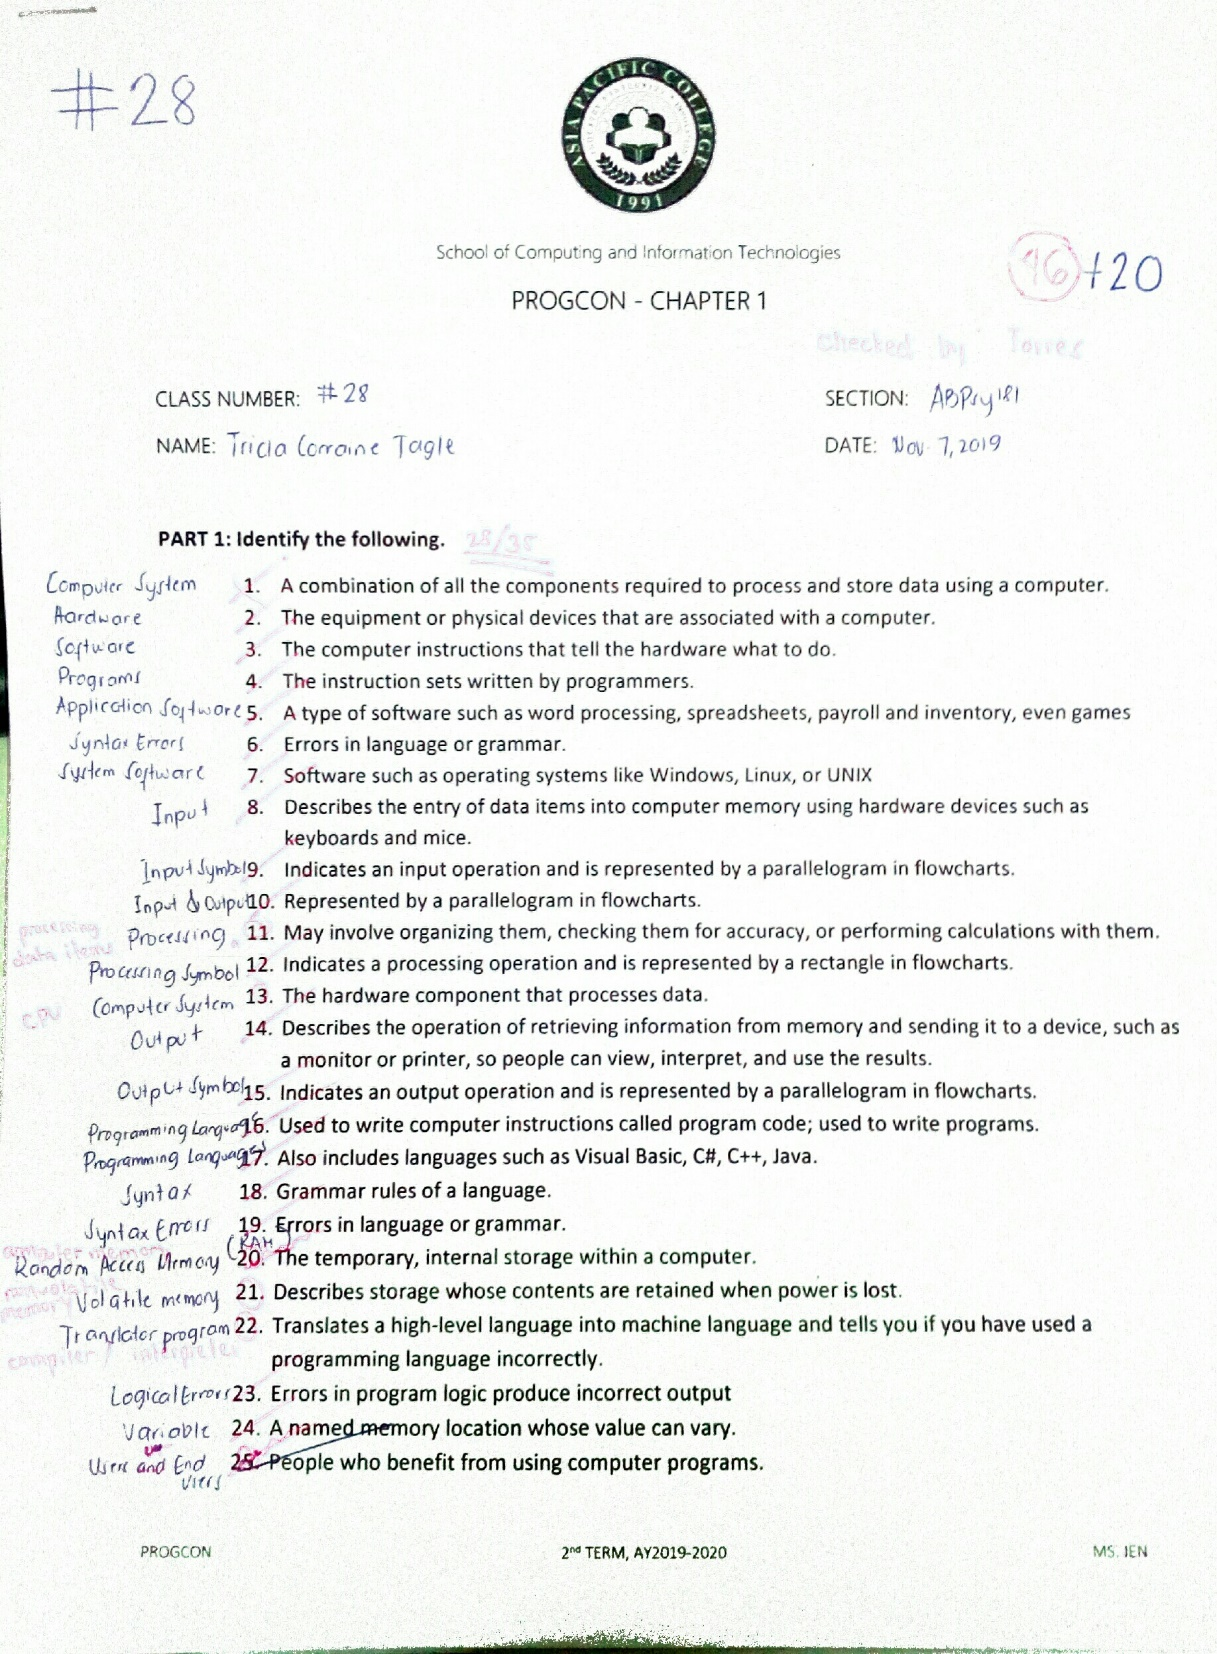 #28
ASIA PACIFIC COLLEGE
1991
School of Computing and Information Technologies
46 +20
PROGCON - CHAPTER 1
checked by: Torres
CLASS NUMBER: #28 SECTION: ABPsy181
NAME: Tricia Lorraine Tagle DATE: Nov. 7, 2019
PART 1: Identify the following. 28/35
Computer System 1. A combination of all the components required to process and store data using a computer.
Hardware 2. The equipment or physical devices that are associated with a computer.
Software 3. The computer instructions that tell the hardware what to do.
Programs 4. The instruction sets written by programmers.
Application Software 5. A type of software such as word processing, spreadsheets, payroll and inventory, even games
Syntax Errors 6. Errors in language or grammar.
System Software 7. Software such as operating systems like Windows, Linux, or UNIX
Input 8. Describes the entry of data items into computer memory using hardware devices such as
keyboards and mice.
Input Symbol 9. Indicates an input operation and is represented by a parallelogram in flowcharts.
Input & Output 10. Represented by a parallelogram in flowcharts.
processing
data items
Processing 11. May involve organizing them, checking them for accuracy, or performing calculations with them.
Processing Symbol 12. Indicates a processing operation and is represented by a rectangle in flowcharts.
CPU Computer System 13. The hardware component that processes data.
Output 14. Describes the operation of retrieving information from memory and sending it to a device, such as
a monitor or printer, so people can view, interpret, and use the results.
Output Symbol 15. Indicates an output operation and is represented by a parallelogram in flowcharts.
Programming Language 16. Used to write computer instructions called program code; used to write programs.
Programming Languages 17. Also includes languages such as Visual Basic, C#, C++, Java.
Syntax 18. Grammar rules of a language.
Syntax Errors 19. Errors in language or grammar.
computer memory
Random Access Memory (RAM) 20. The temporary, internal storage within a computer.
nonvolatile
memory
Volatile memory 21. Describes storage whose contents are retained when power is lost.
Translator program 22. Translates a high-level language into machine language and tells you if you have used a
compiler / interpreter programming language incorrectly.
Logical Errors 23. Errors in program logic produce incorrect output
Variable 24. A named memory location whose value can vary.
Users and End 25. People who benefit from using computer programs.
Users
PROGCON 2nd TERM, AY2019-2020 MS. JEN